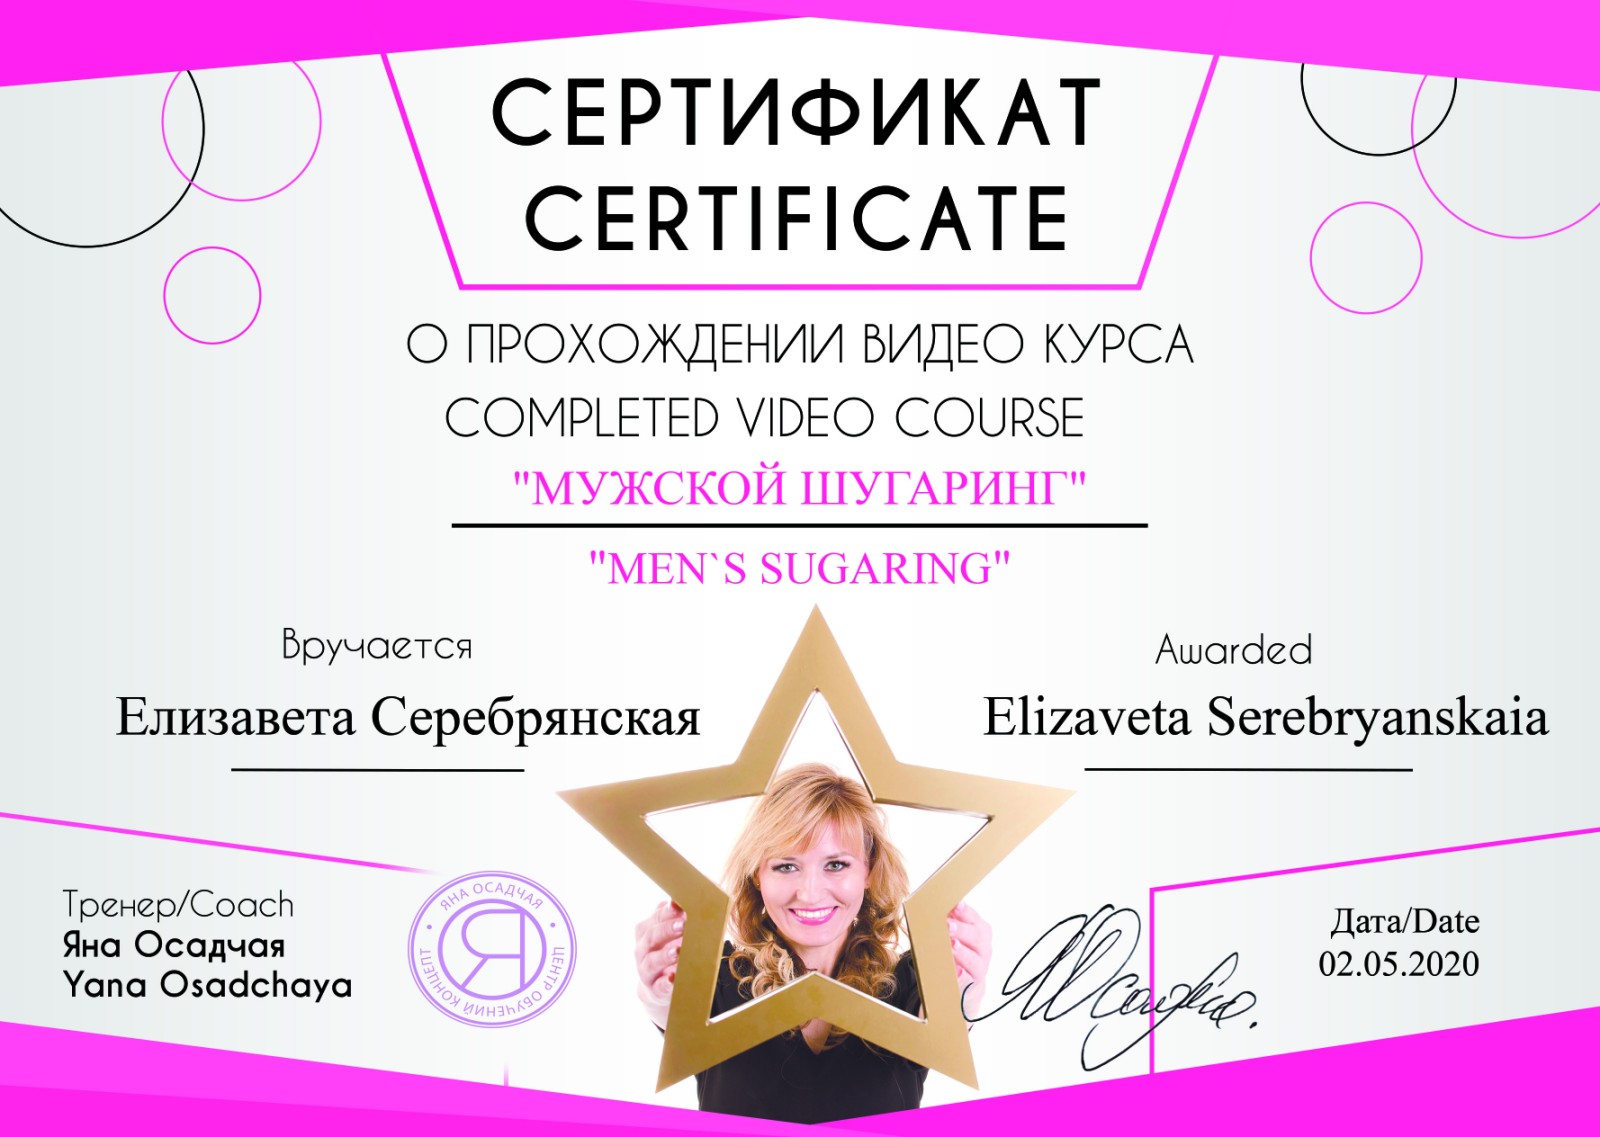 СЕРТИФИКАТ
CERTIFICATE
О ПРОХОЖДЕНИИ ВИДЕО КУРСА
COMPLETED VIDEO COURSE
"МУЖСКОЙ ШУГАРИНГ"
"MEN`S SUGARING"
Вручается
Елизавета Серебрянская
Awarded
Elizaveta Serebryanskaia
Тренер/Coach
Яна Осадчая
Yana Osadchaya
ЯНА ОСАДЧАЯ
Я
ЦЕНТР ОБУЧЕНИЙ КОНЦЕПТ
Дата/Date
02.05.2020